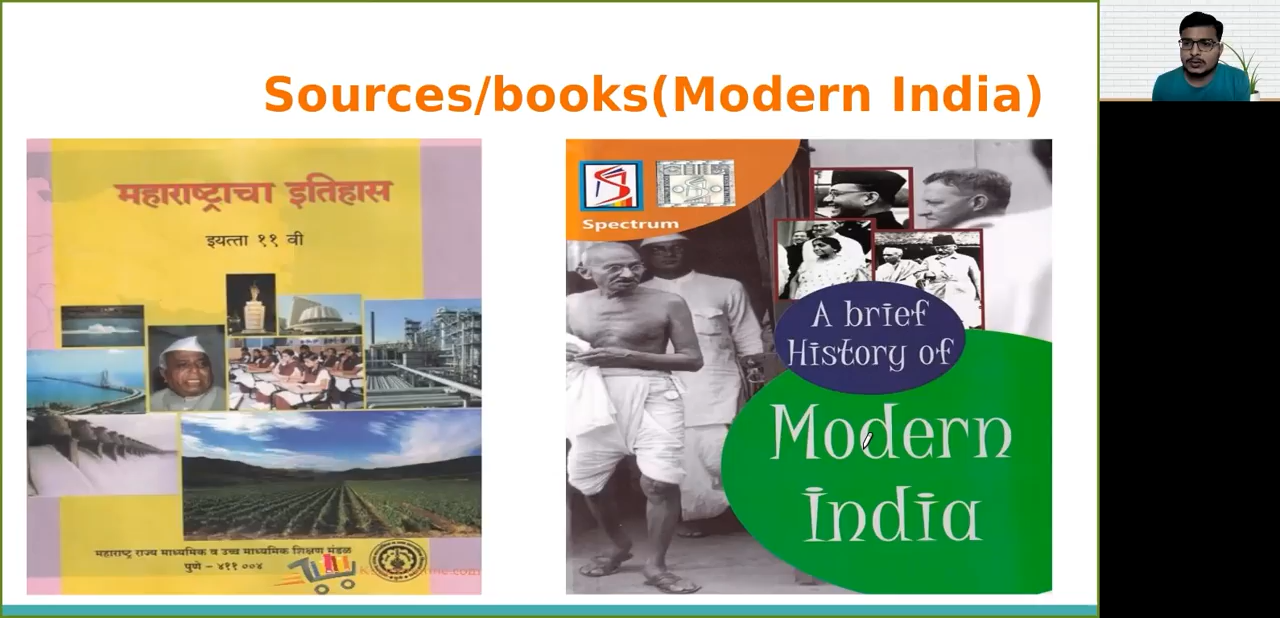 Sources/books(Modern India)
महाराष्ट्राचा इतिहास
इयत्ता ११ वी
महाराष्ट्र राज्य माध्यमिक व उच्च माध्यमिक शिक्षण मंडळ
पुणे - ४११ ००४
Spectrum
A brief
History of
Modern
India